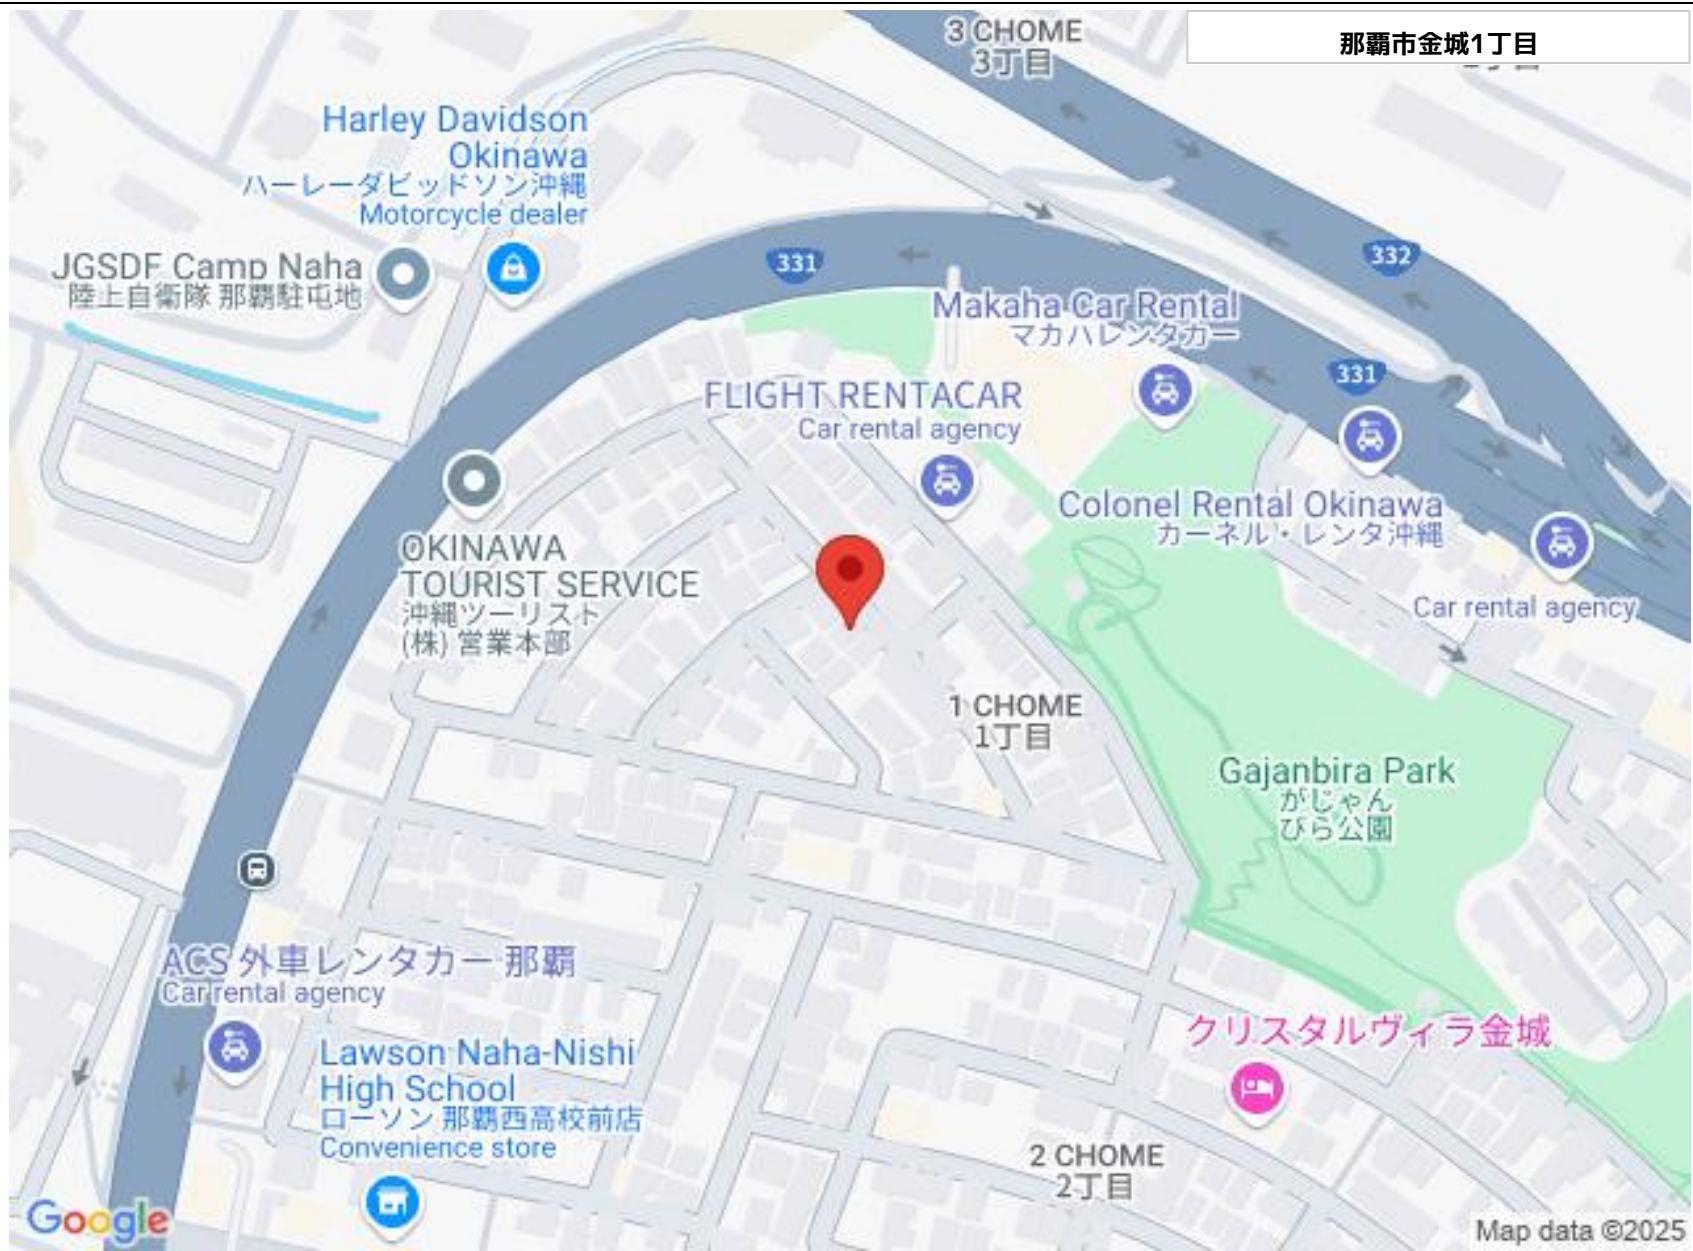 3 CHOME
3丁目
那覇市金城1丁目
Harley Davidson
Okinawa
ハーレーダビッドソン沖縄
Motorcycle dealer
JGSDF Camp Naha
陸上自衛隊 那覇駐屯地
331
332
Makaha Car Rental
マカハレンタカー
331
FLIGHT RENTACAR
Car rental agency
Colonel Rental Okinawa
カーネル・レンタ沖縄
OKINAWA
TOURIST SERVICE
沖縄ツーリスト
(株) 営業本部
Car rental agency
1 CHOME
1丁目
Gajanbira Park
がじゃん
びら公園
ACS 外車レンタカー 那覇
Car rental agency
クリスタルヴィラ金城
Lawson Naha-Nishi
High School
ローソン 那覇西高校前店
Convenience store
2 CHOME
2丁目
Google
Map data ©2025